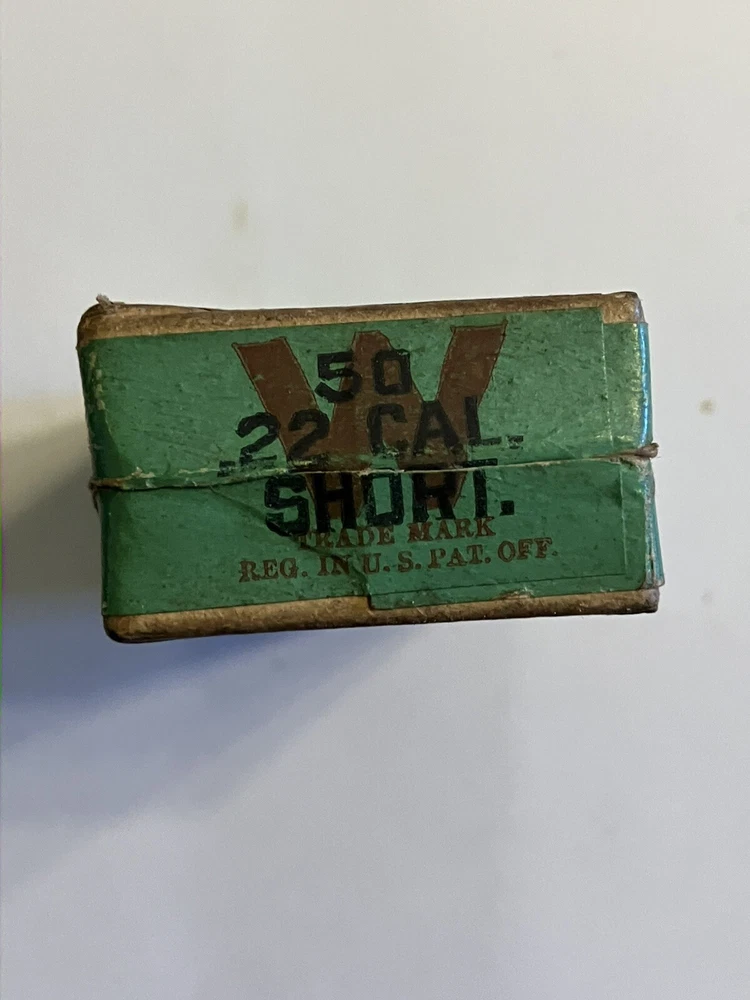 W
50
.22 CAL.
SHORT.
TRADE MARK
REG. IN U. S. PAT. OFF.